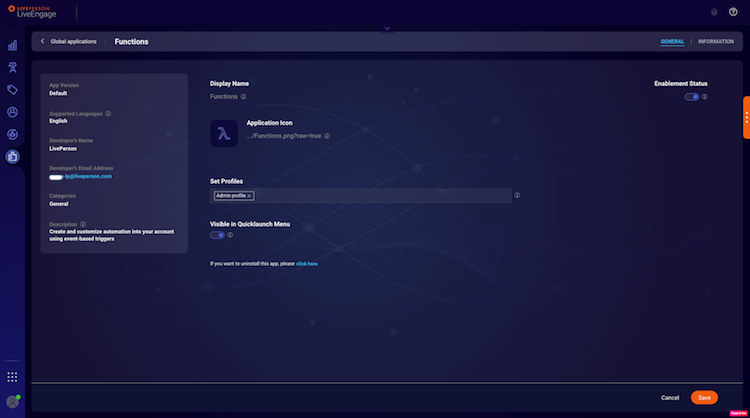 LIVEPERSON
LiveEngage
Global applications
Functions
GENERAL
INFORMATION
App Version
Default
Supported Languages
English
Developer's Name
LivePerson
Developer's Email Address
lp@liveperson.com
Categories
General
Description
Create and customize automation into your account
using event-based triggers
Display Name
Functions
Enablement Status
Application Icon
.../Functions.png?raw=true
Set Profiles
Admin profile ×
Visible in Quicklaunch Menu
If you want to uninstall this app, please click here
Cancel
Save